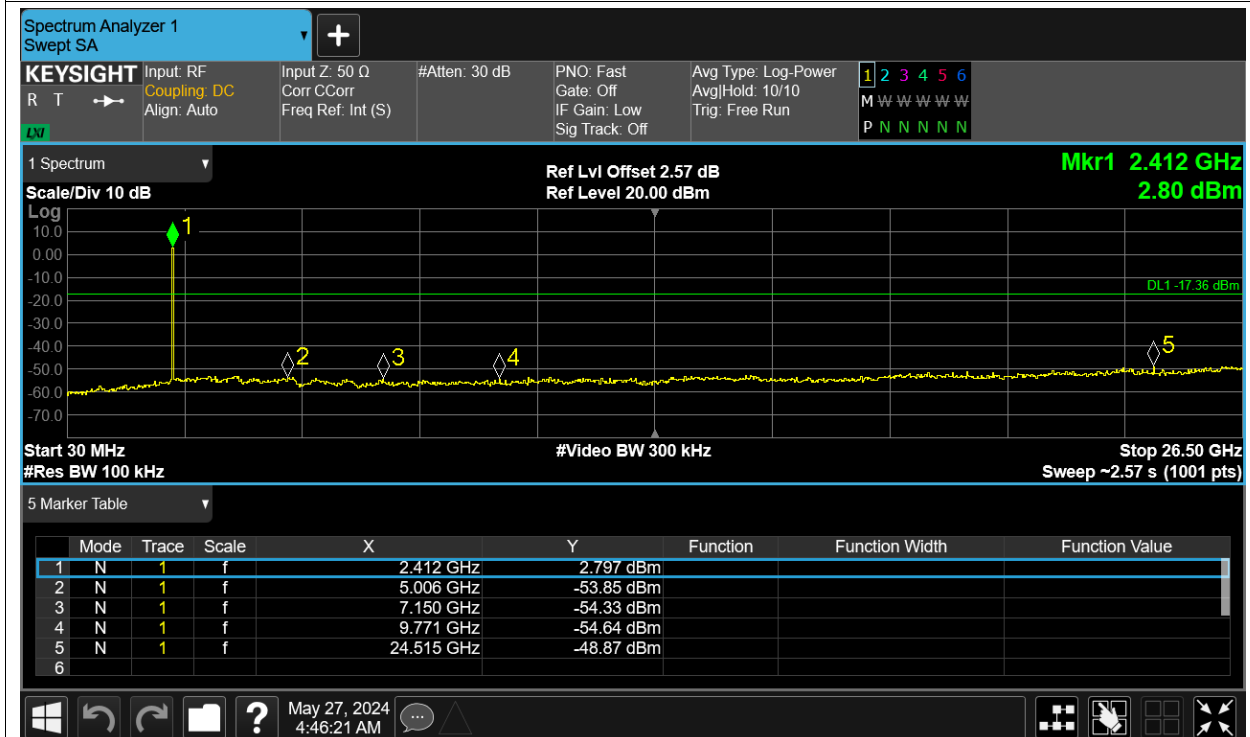 Spectrum Analyzer 1
Swept SA
+
KEYSIGHT Input: RF Input Z: 50 Ω #Atten: 30 dB PNO: Fast Avg Type: Log-Power 1 2 3 4 5 6
R T Coupling: DC Corr CCorr Gate: Off Avg|Hold: 10/10 M W W W W W
Align: Auto Freq Ref: Int (S) IF Gain: Low Trig: Free Run
LXI Sig Track: Off P N N N N N
1 Spectrum Ref Lvl Offset 2.57 dB Mkr1 2.412 GHz
Scale/Div 10 dB Ref Level 20.00 dBm 2.80 dBm
Log
1
10.0
0.00
-10.0
DL1 -17.36 dBm
-20.0
-30.0
-40.0
2 3 4 5
-50.0
-60.0
-70.0
Start 30 MHz #Video BW 300 kHz Stop 26.50 GHz
#Res BW 100 kHz Sweep ~2.57 s (1001 pts)
5 Marker Table
Mode Trace Scale X Y Function Function Width Function Value
1 N 1 f 2.412 GHz 2.797 dBm
2 N 1 f 5.006 GHz -53.85 dBm
3 N 1 f 7.150 GHz -54.33 dBm
4 N 1 f 9.771 GHz -54.64 dBm
5 N 1 f 24.515 GHz -48.87 dBm
6
? May 27, 2024
4:46:21 AM